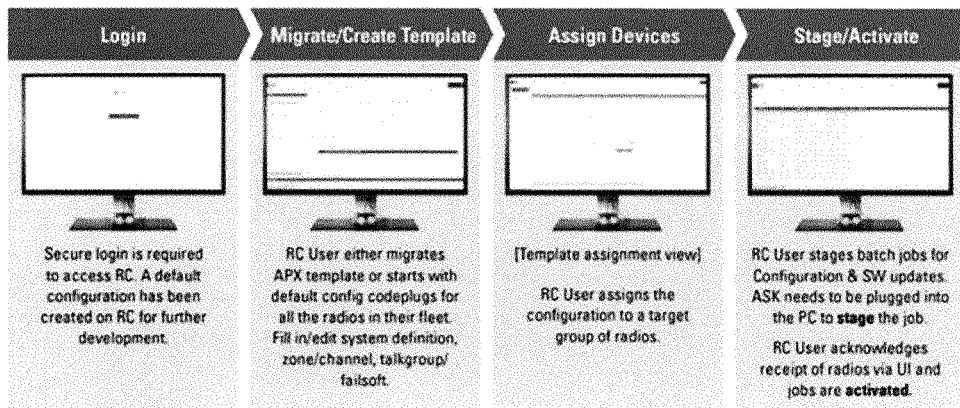 Login
Migrate/Create Template
Assign Devices
Stage/Activate
Secure login is required
to access RC. A default
configuration has been
created on RC for further
development.
RC User either migrates
APX template or starts with
default config codeplugs for
all the radios in their fleet.
Fill in/edit system definition,
zone/channel, talkgroup/
failsoft.
[Template assignment view]
RC User assigns the
configuration to a target
group of radios.
RC User stages batch jobs for
Configuration & SW updates.
ASK needs to be plugged into
the PC to stage the job.
RC User acknowledges
receipt of radios via UI and
jobs are activated.